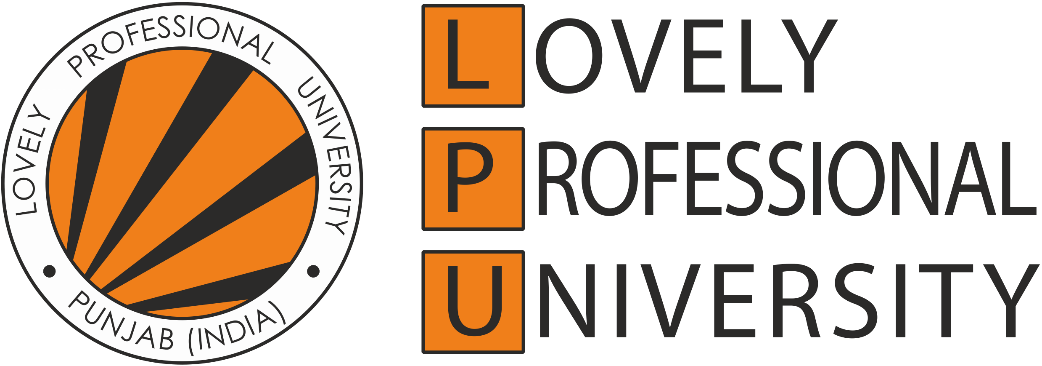 LOVELY PROFESSIONAL UNIVERSITY
PUNJAB (INDIA)
LOVELY
PROFESSIONAL
UNIVERSITY